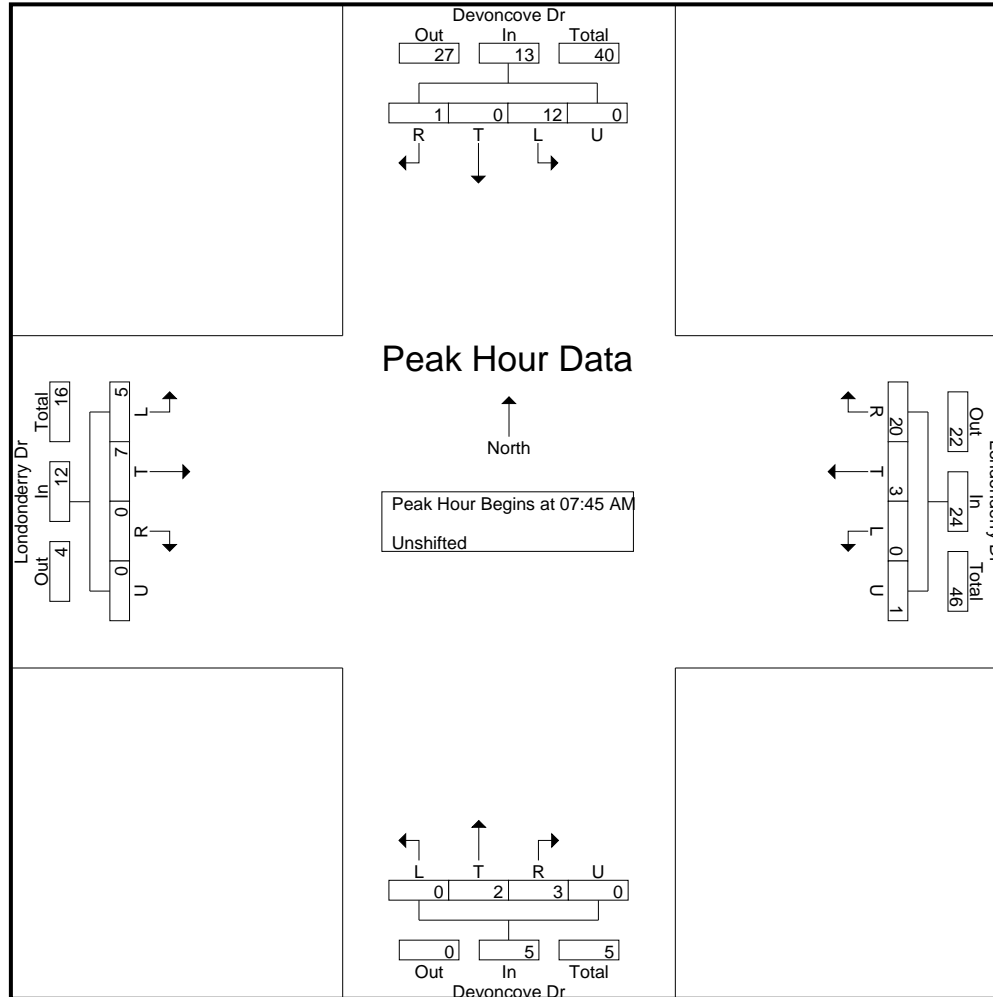 Devoncove Dr
Out In Total
27 13 40
1 0 12 0
R T L U
Peak Hour Data
North
Peak Hour Begins at 07:45 AM
Unshifted
Londonderry Dr
Total In Out
16 12 4
5 7 0 0
L T R U
R T L U
20 3 0 1
Out In Total
22 24 46
Londonderry Dr
L T R U
0 2 3 0
0 5 5
Out In Total
Devoncove Dr